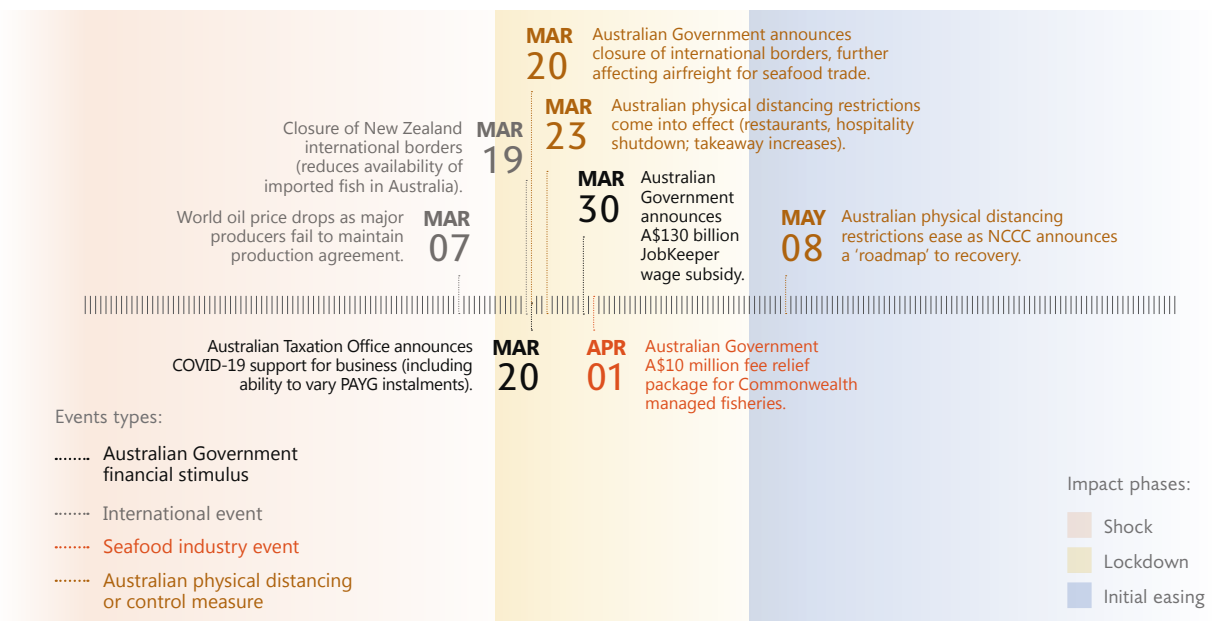 MAR
20
Australian Government announces
closure of international borders, further
affecting airfreight for seafood trade.
MAR
23
Australian physical distancing restrictions
come into effect (restaurants, hospitality
shutdown; takeaway increases).
Closure of New Zealand
international borders
(reduces availability of
imported fish in Australia).
MAR
19
MAR
30
Australian
Government
announces
A$130 billion
JobKeeper
wage subsidy.
World oil price drops as major
producers fail to maintain
production agreement.
MAR
07
MAY
08
Australian physical distancing
restrictions ease as NCCC announces
a ‘roadmap’ to recovery.
Australian Taxation Office announces
COVID-19 support for business (including
ability to vary PAYG instalments).
MAR
20
APR
01
Australian Government
A$10 million fee relief
package for Commonwealth
managed fisheries.
Events types:
Australian Government
financial stimulus
International event
Seafood industry event
Australian physical distancing
or control measure
Impact phases:
Shock
Lockdown
Initial easing